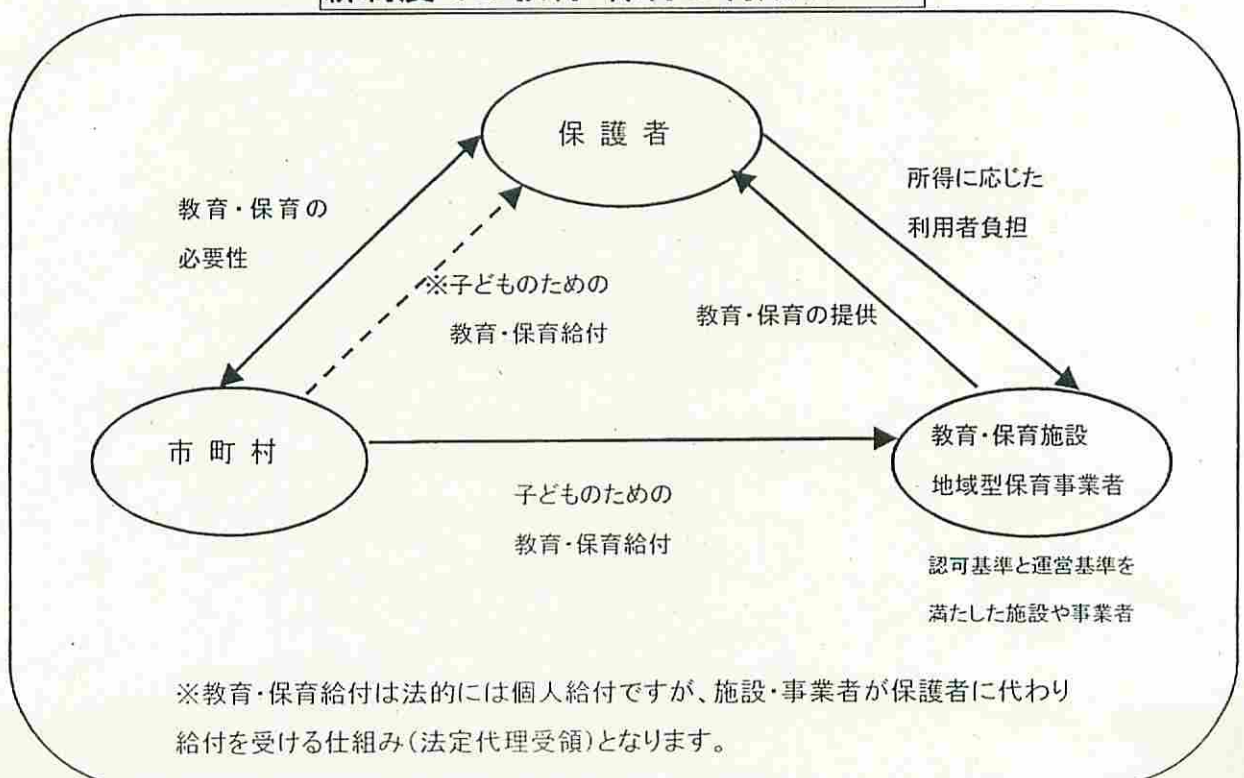 保護者
所得に応じた
利用者負担
教育・保育の
必要性
※子どものための
教育・保育給付
教育・保育の提供
市町村
教育・保育施設
地域型保育事業者
子どものための
教育・保育給付
認可基準と運営基準を
満たした施設や事業者
※教育・保育給付は法的には個人給付ですが、施設・事業者が保護者に代わり
給付を受ける仕組み(法定代理受領)となります。